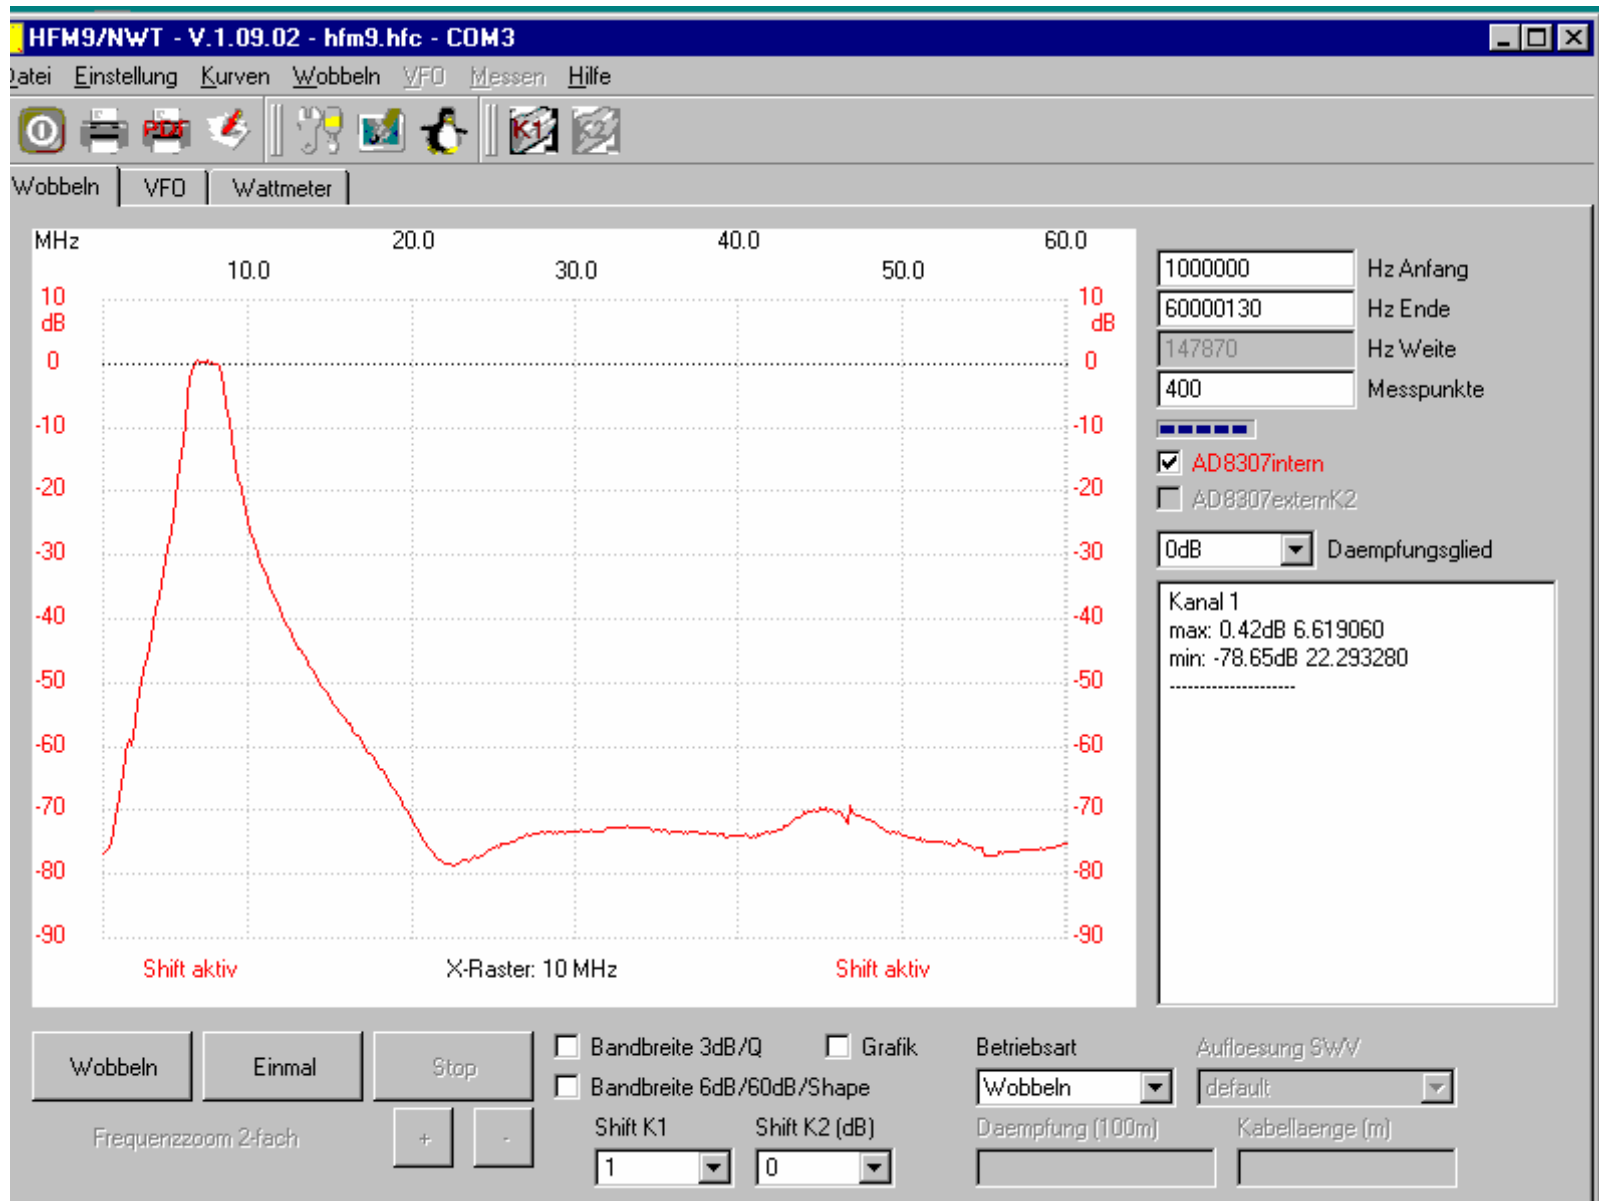 HFM9/NWT - V.1.09.02 - hfm9.hfc - COM3
Datei Einstellung Kurven Wobbeln VFO Messen Hilfe
PDF K1 K2
Wobbeln VFO Wattmeter
MHz 20.0 40.0 60.0
10.0 30.0 50.0
10 10
dB dB
0 0
-10 -10
-20 -20
-30 -30
-40 -40
-50 -50
-60 -60
-70 -70
-80 -80
-90 -90
Shift aktiv X-Raster: 10 MHz Shift aktiv
1000000 Hz Anfang
60000130 Hz Ende
147870 Hz Weite
400 Messpunkte
AD8307intern
AD8307externK2
0dB Daempfungsglied
Kanal 1
max: 0.42dB 6.619060
min: -78.65dB 22.293280
---------------------
Wobbeln Einmal Stop
Frequenzzoom 2-fach + -
Bandbreite 3dB/Q Grafik
Bandbreite 6dB/60dB/Shape
Shift K1 Shift K2 (dB)
1 0
Betriebsart Aufloesung SWV
Wobbeln default
Daempfung (100m) Kabellaenge (m)